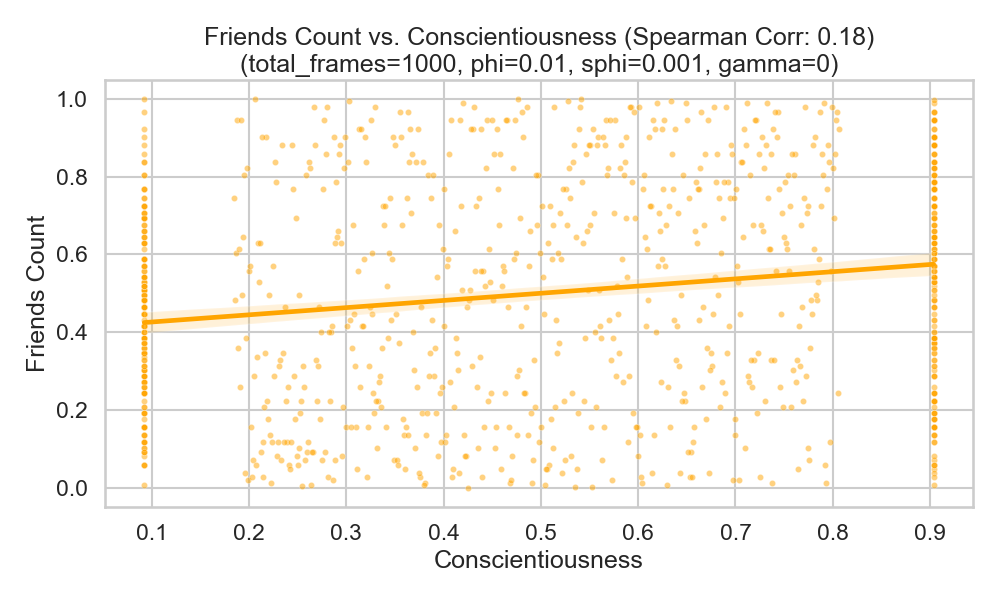 Friends Count vs. Conscientiousness (Spearman Corr: 0.18)
(total_frames=1000, phi=0.01, sphi=0.001, gamma=0)
Friends Count
1.0
0.8
0.6
0.4
0.2
0.0
0.1 0.2 0.3 0.4 0.5 0.6 0.7 0.8 0.9
Conscientiousness